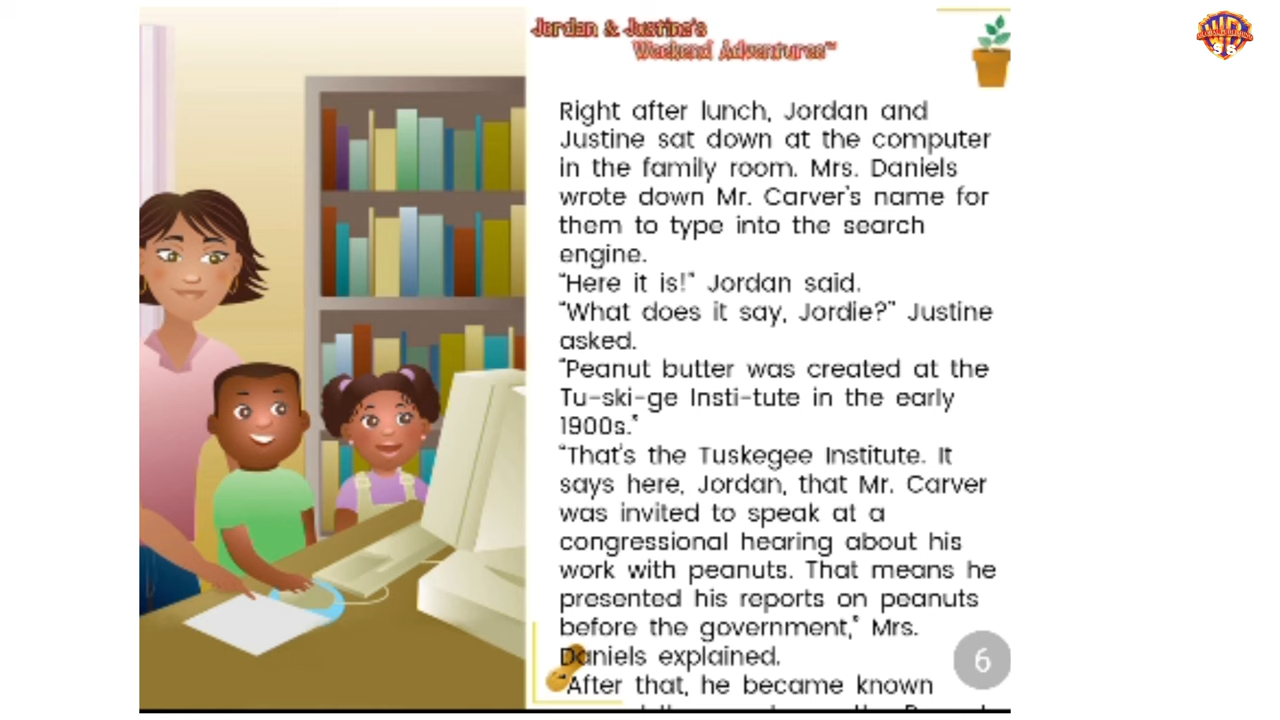 Jordan & Justine's
Weekend Adventures™
Right after lunch, Jordan and
Justine sat down at the computer
in the family room. Mrs. Daniels
wrote down Mr. Carver's name for
them to type into the search
engine.
"Here it is!" Jordan said.
"What does it say, Jordie?" Justine
asked.
"Peanut butter was created at the
Tu-ski-ge Insti-tute in the early
1900s."
"That's the Tuskegee Institute. It
says here, Jordan, that Mr. Carver
was invited to speak at a
congressional hearing about his
work with peanuts. That means he
presented his reports on peanuts
before the government," Mrs.
Daniels explained.
"After that, he became known
6